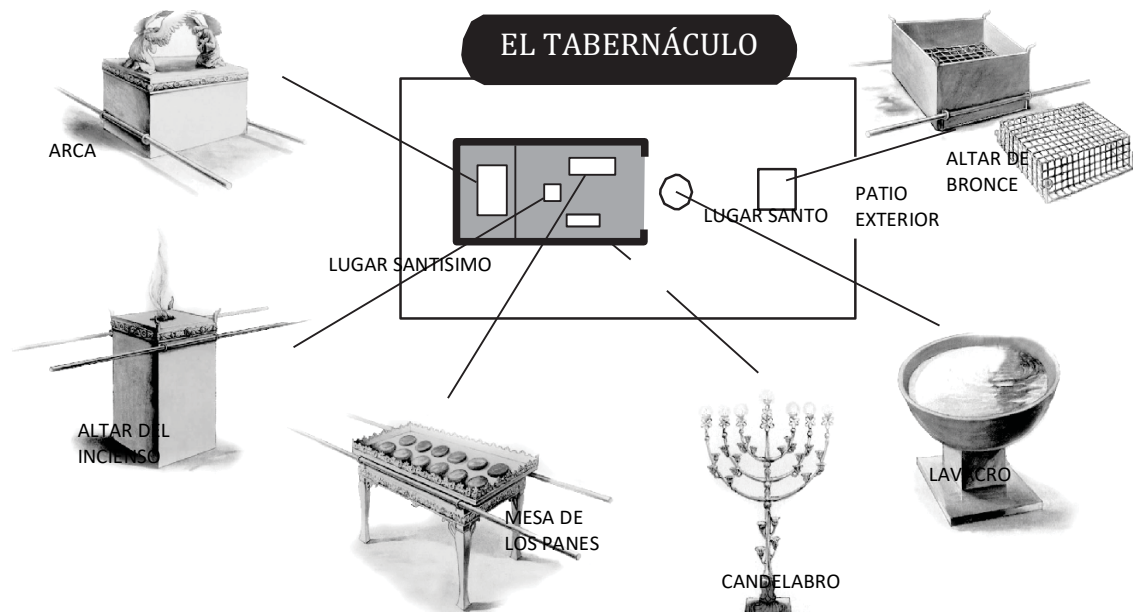 EL TABERNÁCULO
ARCA
ALTAR DE
BRONCE
PATIO
EXTERIOR
LUGAR SANTO
LUGAR SANTISIMO
ALTAR DEL
INCIENSO
LAVACRO
MESA DE
LOS PANES
CANDELABRO